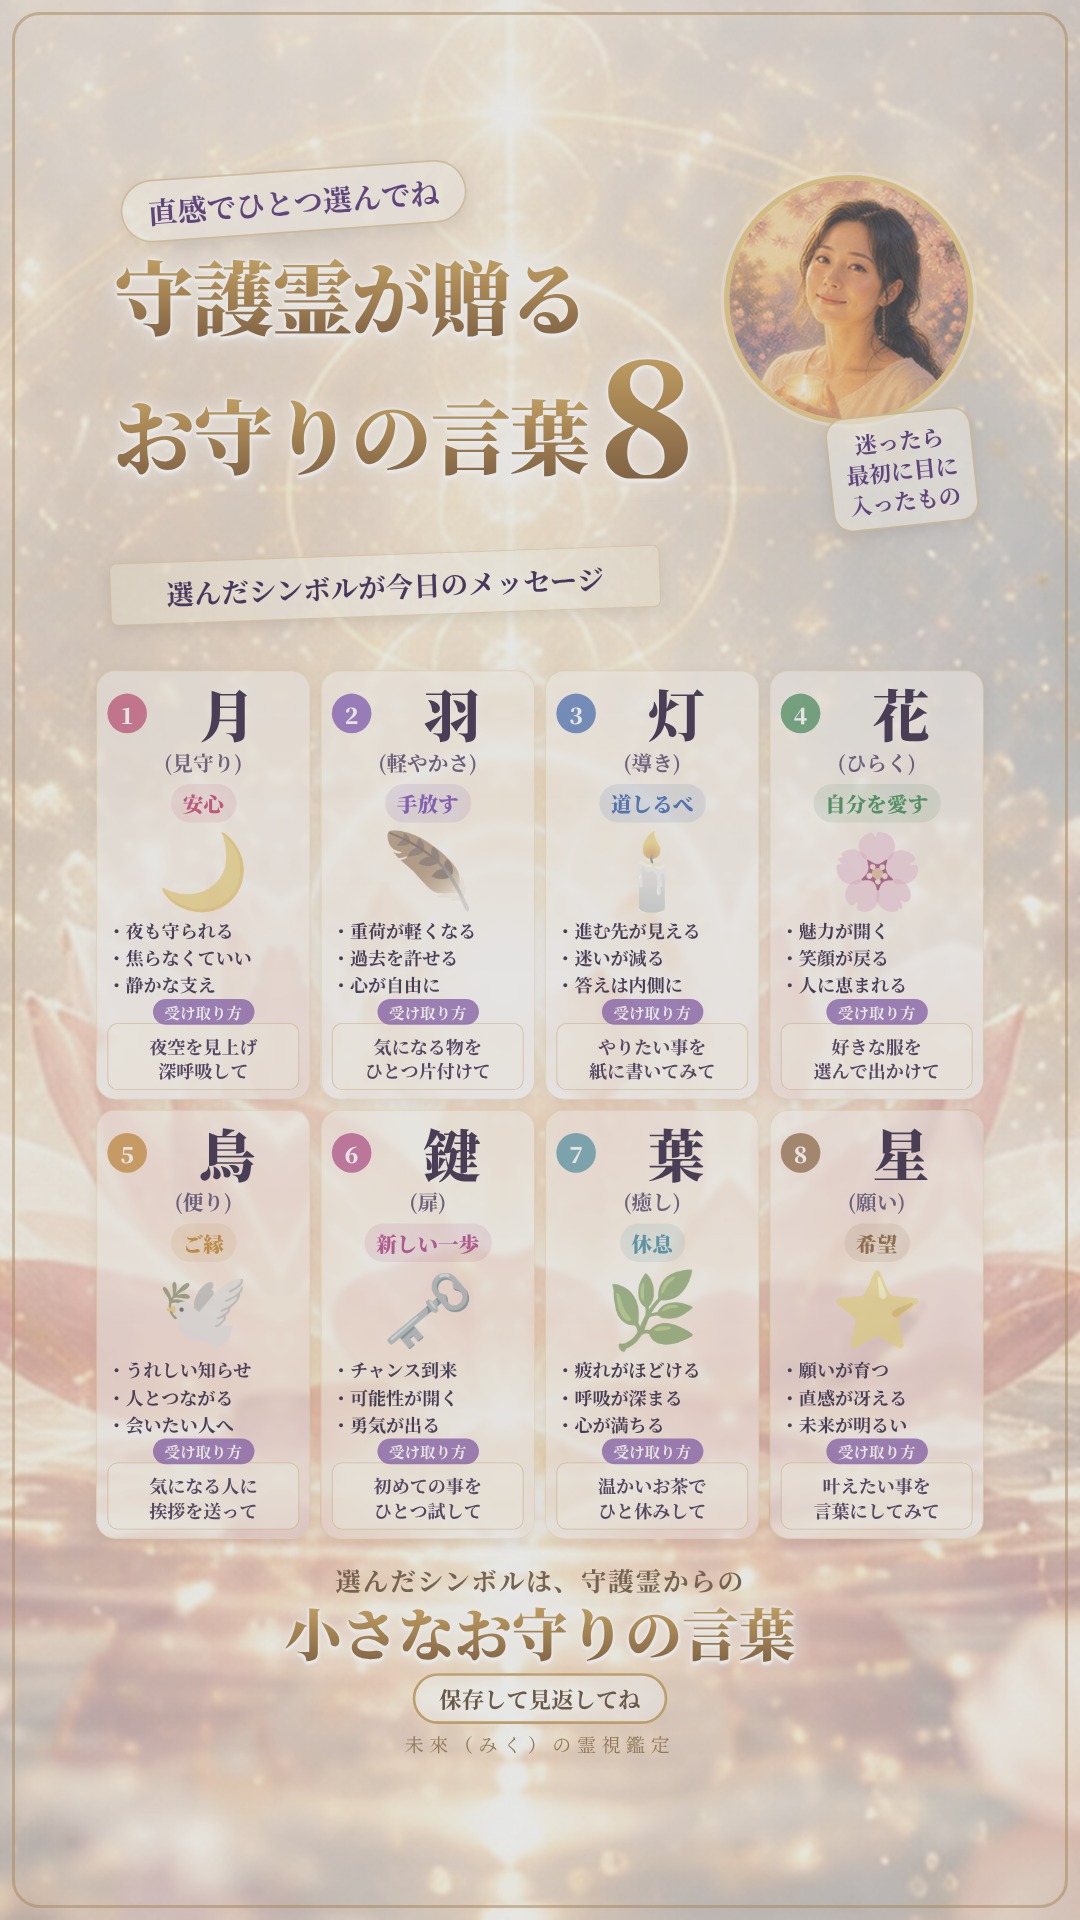 直感でひとつ選んでね
守護霊が贈る
お守りの言葉8
迷ったら
最初に目に
入ったもの
選んだシンボルが今日のメッセージ
1
月
(見守り)
安心
・夜も守られる
・焦らなくていい
・静かな支え
受け取り方
夜空を見上げ
深呼吸して
2
羽
(軽やかさ)
手放す
・重荷が軽くなる
・過去を許せる
・心が自由に
受け取り方
気になる物を
ひとつ片付けて
3
灯
(導き)
道しるべ
・進む先が見える
・迷いが減る
・答えは内側に
受け取り方
やりたい事を
紙に書いてみて
4
花
(ひらく)
自分を愛す
・魅力が開く
・笑顔が戻る
・人に恵まれる
受け取り方
好きな服を
選んで出かけて
5
鳥
(便り)
ご縁
・うれしい知らせ
・人とつながる
・会いたい人へ
受け取り方
気になる人に
挨拶を送って
6
鍵
(扉)
新しい一歩
・チャンス到来
・可能性が開く
・勇気が出る
受け取り方
初めての事を
ひとつ試して
7
葉
(癒し)
休息
・疲れがほどける
・呼吸が深まる
・心が満ちる
受け取り方
温かいお茶で
ひと休みして
8
星
(願い)
希望
・願いが育つ
・直感が冴える
・未来が明るい
受け取り方
叶えたい事を
言葉にしてみて
選んだシンボルは、守護霊からの
小さなお守りの言葉
保存して見返してね
未來(みく)の霊視鑑定